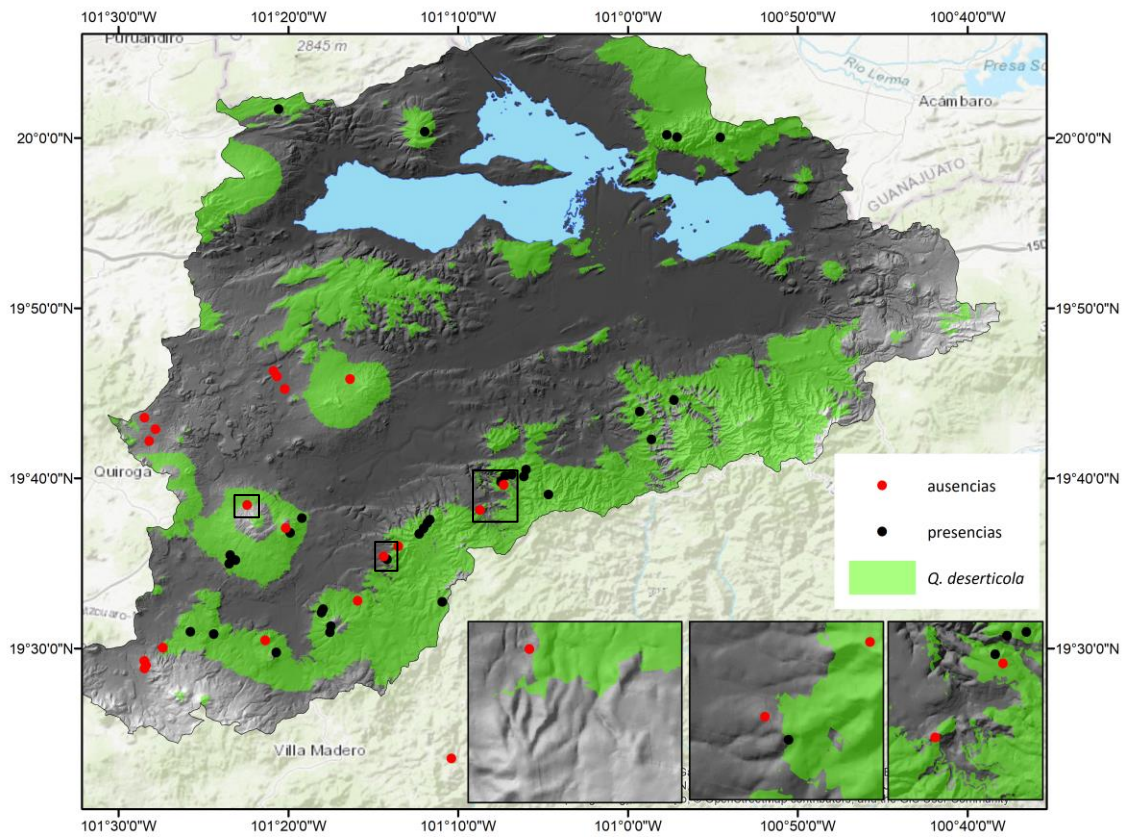 101°30'0"W 101°20'0"W 101°10'0"W 101°0'0"W 100°50'0"W 100°40'0"W
Puruandiro
2845 m
Rio Lerma
Presa So
Acámbaro
20°0'0"N 20°0'0"N
GUANAJUATO
15D
19°50'0"N 19°50'0"N
19°40'0"N 19°40'0"N
Quiroga
ausencias
presencias
Q. deserticola
19°30'0"N 19°30'0"N
Villa Madero
contributors, and the GIS User Community
101°30'0"W 101°20'0"W 101°10'0"W 101°0'0"W 100°50'0"W 100°40'0"W